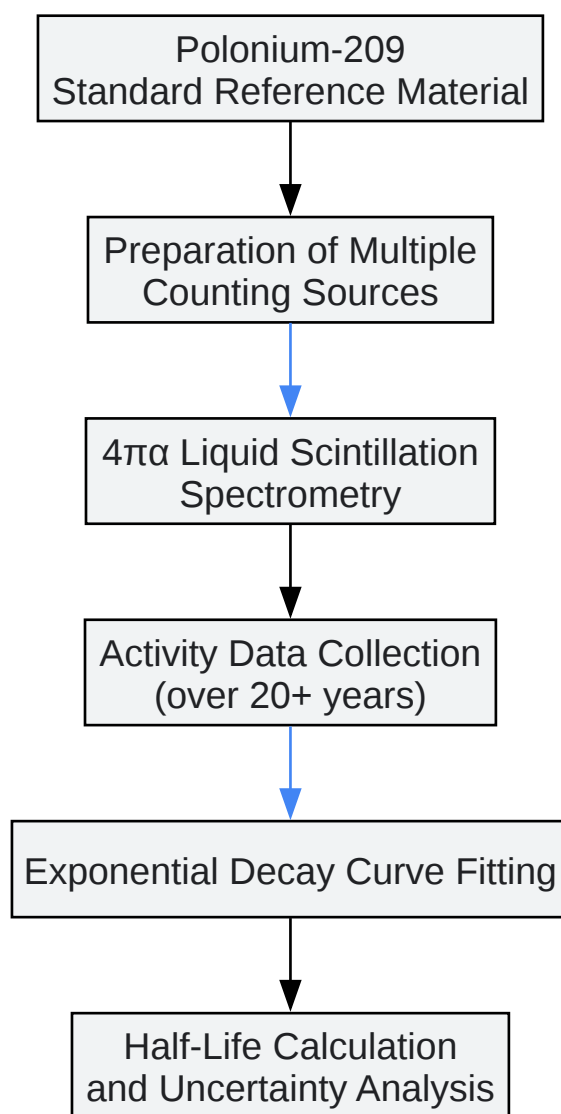 Polonium-209
Standard Reference Material
Preparation of Multiple
Counting Sources
4πα Liquid Scintillation
Spectrometry
Activity Data Collection
(over 20+ years)
Exponential Decay Curve Fitting
Half-Life Calculation
and Uncertainty Analysis